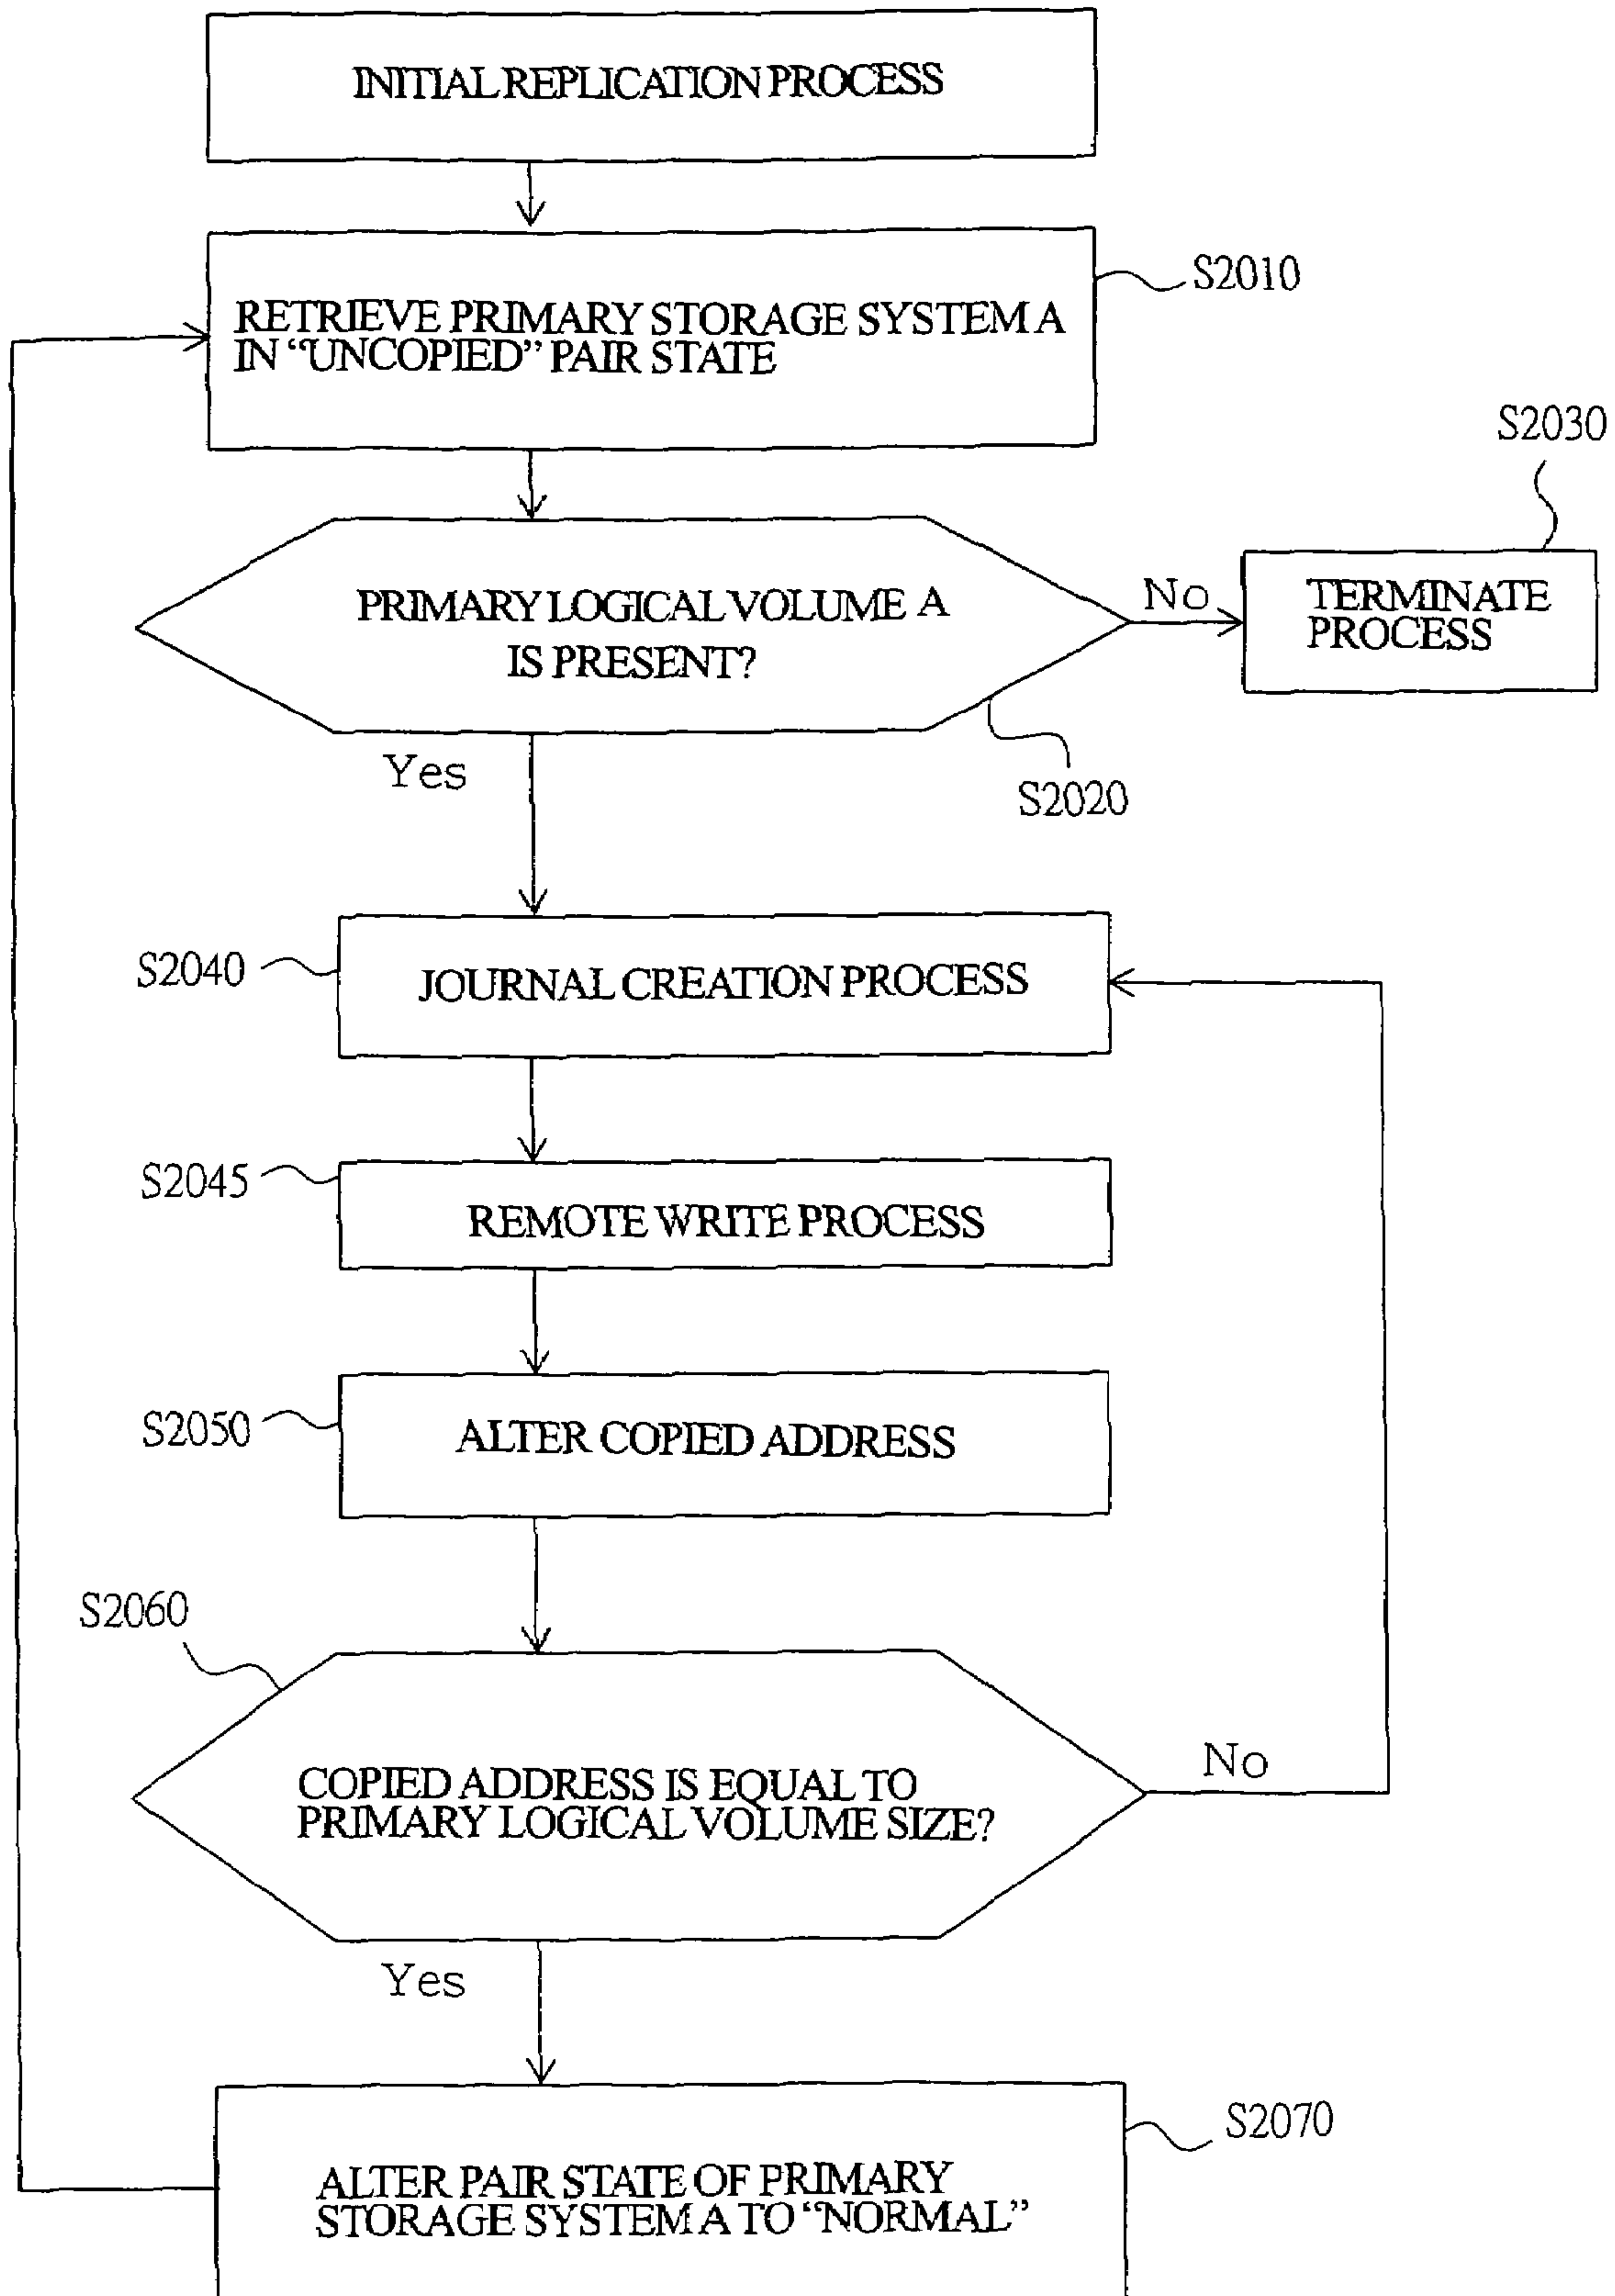 INITIAL REPLICATION PROCESS
RETRIEVE PRIMARY STORAGE SYSTEM A
IN “UNCOPIED” PAIR STATE
S2010
S2030
PRIMARY LOGICAL VOLUME A
IS PRESENT?
No
TERMINATE
PROCESS
Yes
S2020
S2040
JOURNAL CREATION PROCESS
S2045
REMOTE WRITE PROCESS
S2050
ALTER COPIED ADDRESS
S2060
COPIED ADDRESS IS EQUAL TO
PRIMARY LOGICAL VOLUME SIZE?
No
Yes
S2070
ALTER PAIR STATE OF PRIMARY
STORAGE SYSTEM A TO “NORMAL”